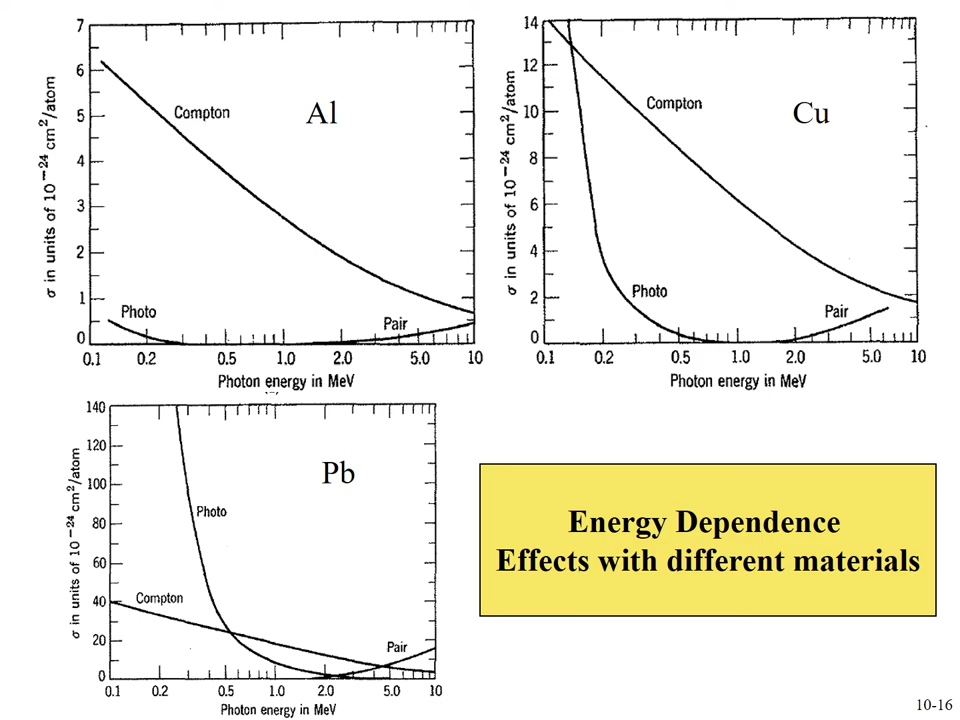 7
6
5
4
3
2
1
0
σ in units of 10⁻²⁴ cm²/atom
Compton
Al
Photo
Pair
0.1 0.2 0.5 1.0 2.0 5.0 10
Photon energy in MeV
14
12
10
8
6
4
2
0
σ in units of 10⁻²⁴ cm²/atom
Compton
Cu
Photo
Pair
0.1 0.2 0.5 1.0 2.0 5.0 10
Photon energy in MeV
140
120
100
80
60
40
20
0
σ in units of 10⁻²⁴ cm²/atom
Pb
Photo
Compton
Pair
0.1 0.2 0.5 1.0 2.0 5.0 10
Photon energy in MeV
Energy Dependence
Effects with different materials
10-16